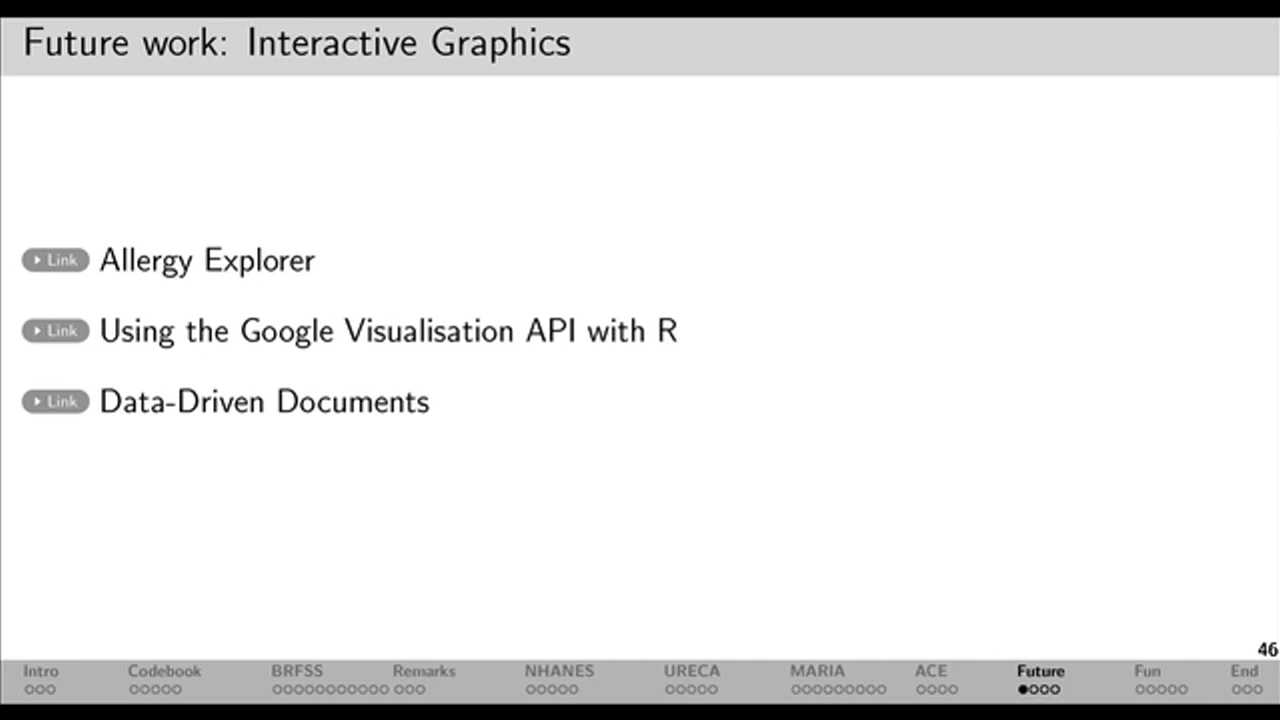 Future work: Interactive Graphics
Link Allergy Explorer
Link Using the Google Visualisation API with R
Link Data-Driven Documents
46
Intro Codebook BRFSS Remarks NHANES URECA MARIA ACE Future Fun End